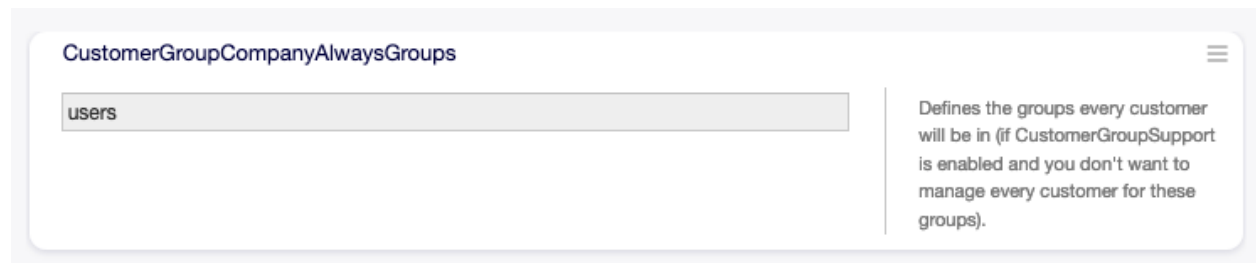 CustomerGroupCompanyAlwaysGroups
users
Defines the groups every customer
will be in (if CustomerGroupSupport
is enabled and you don't want to
manage every customer for these
groups).